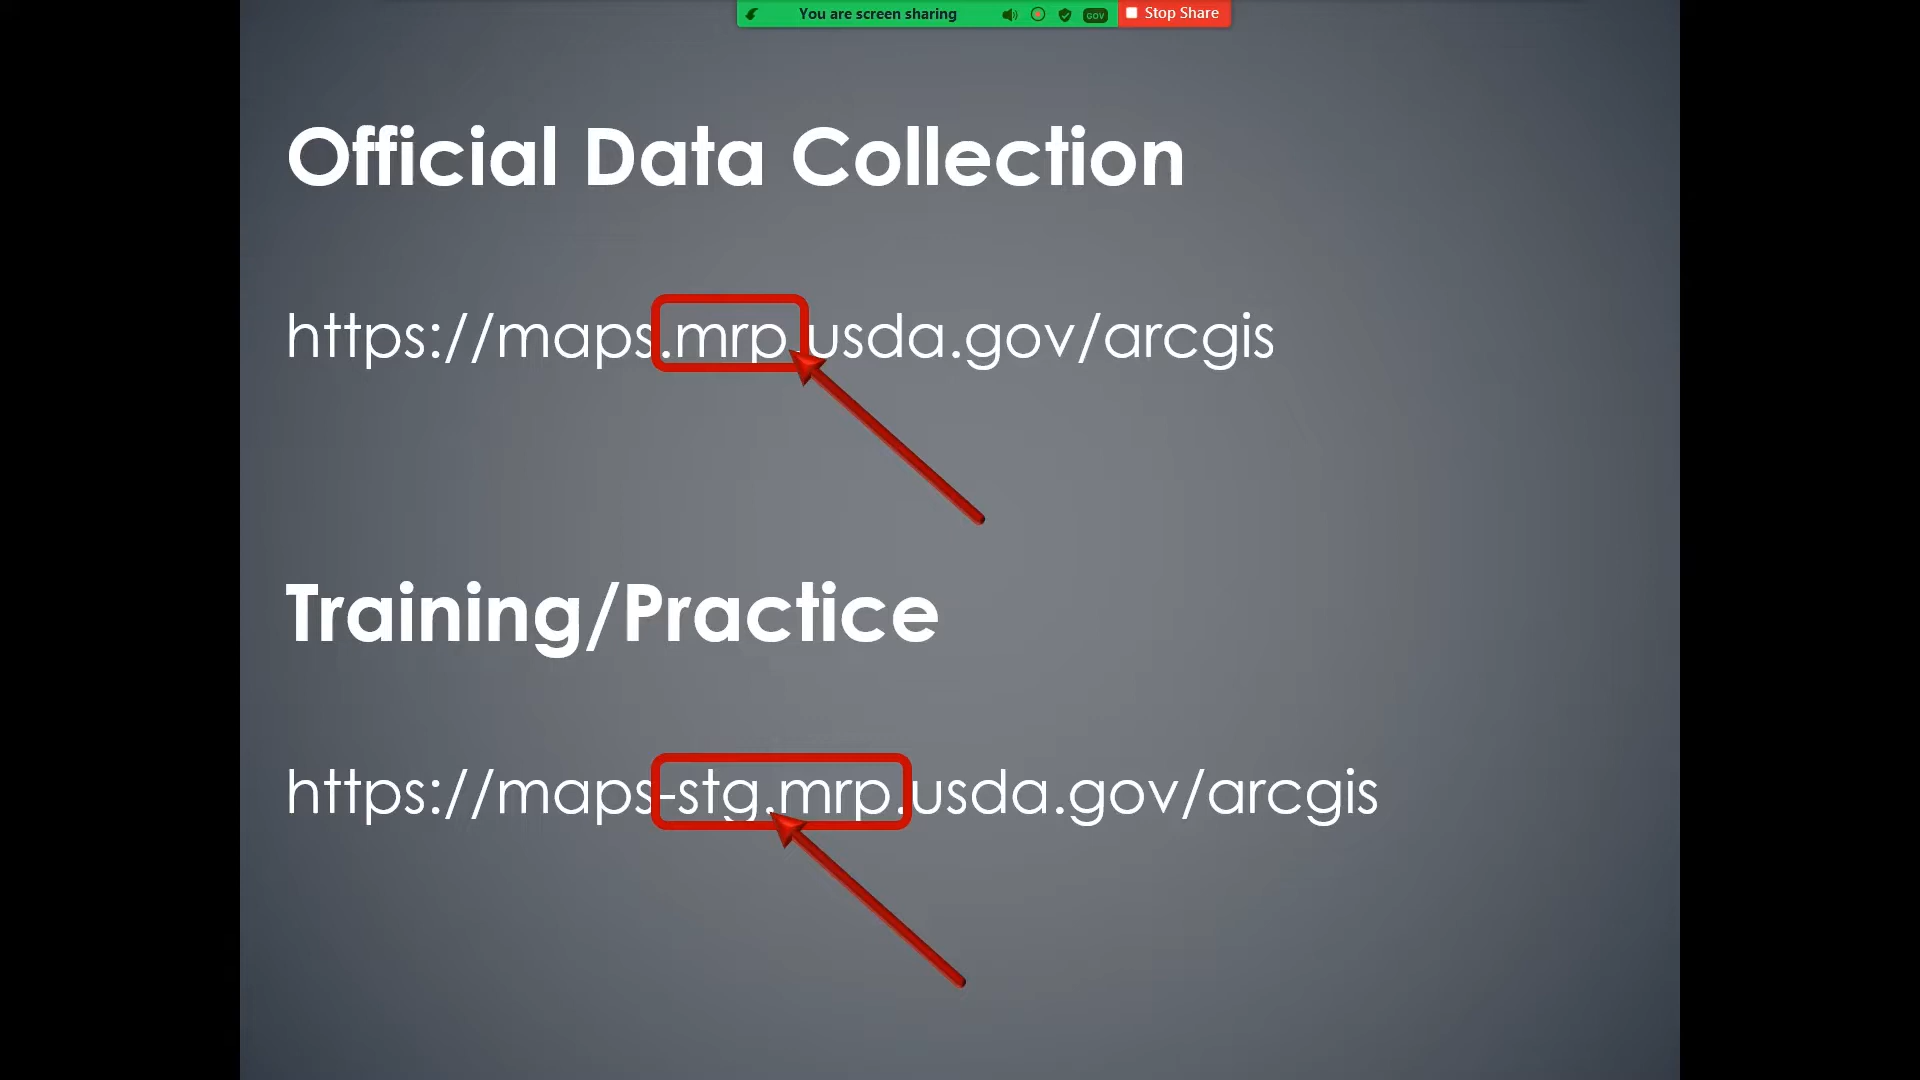 You are screen sharing GOV Stop Share
Official Data Collection
https://maps.mrp.usda.gov/arcgis
Training/Practice
https://maps-stg.mrp.usda.gov/arcgis